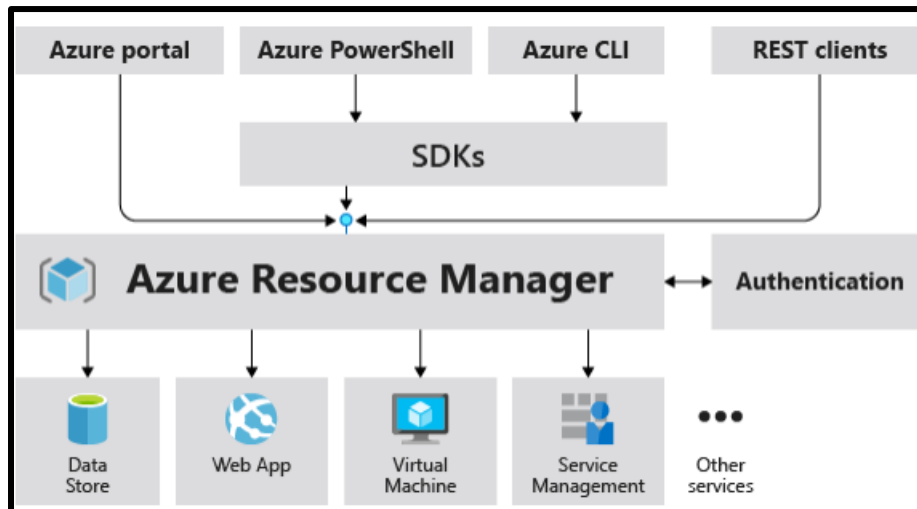 Azure portal
Azure PowerShell
Azure CLI
REST clients
SDKs
Azure Resource Manager
Authentication
Data
Store
Web App
Virtual
Machine
Service
Management
Other
services